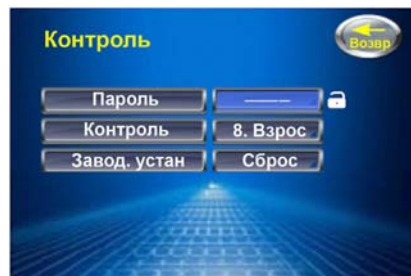 Контроль
Возвр
Пароль
Контроль 8. Взрос
Завод. устан Сброс